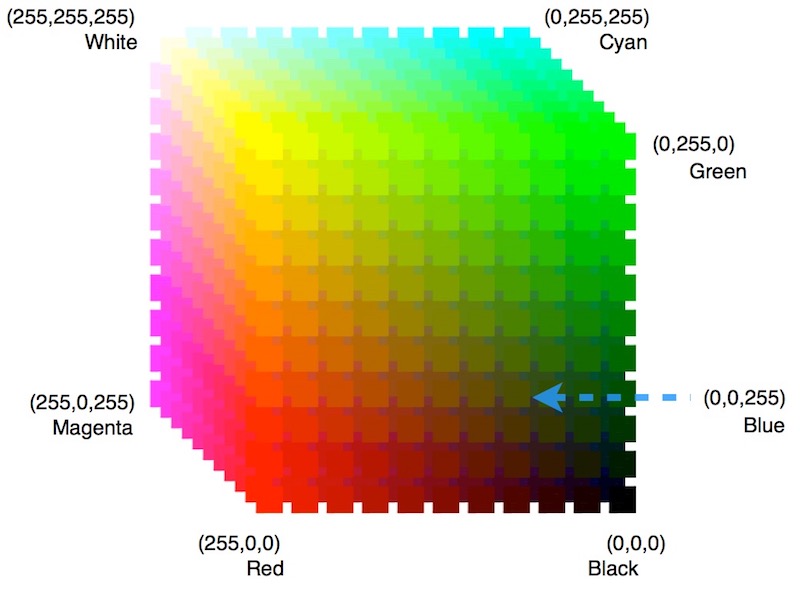 (255,255,255)
White
(0,255,255)
Cyan
(0,255,0)
Green
(255,0,255)
Magenta
(0,0,255)
Blue
(255,0,0)
Red
(0,0,0)
Black